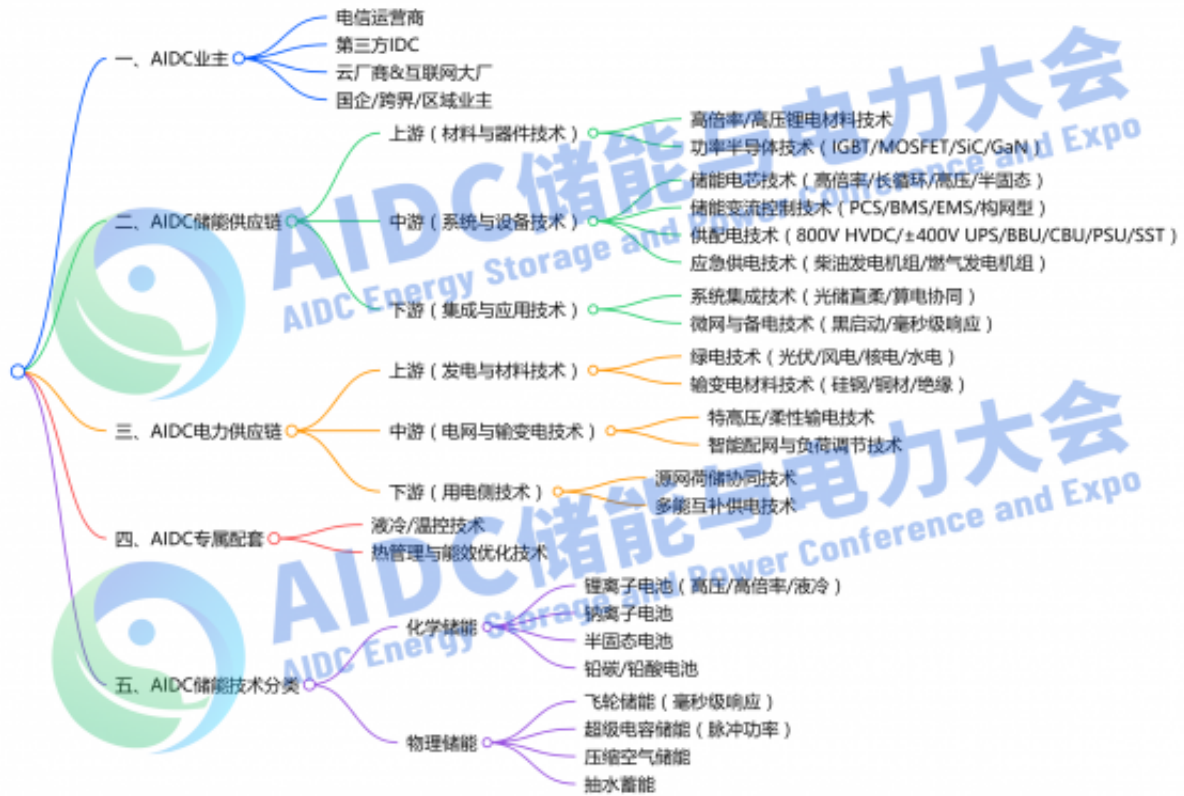 一、AIDC业主
电信运营商
第三方IDC
云厂商&互联网大厂
国企/跨界/区域业主
二、AIDC储能供应链
上游（材料与器件技术）
高倍率/高压锂电材料技术
功率半导体技术（IGBT/MOSFET/SiC/GaN）
中游（系统与设备技术）
储能电芯技术（高倍率/长循环/高压/半固态）
储能变流控制技术（PCS/BMS/EMS/构网型）
供配电技术（800V HVDC/±400V UPS/BBU/CBU/PSU/SST）
应急供电技术（柴油发电机组/燃气发电机组）
下游（集成与应用技术）
系统集成技术（光储直柔/算电协同）
微网与备电技术（黑启动/毫秒级响应）
三、AIDC电力供应链
上游（发电与材料技术）
绿电技术（光伏/风电/核电/水电）
输变电材料技术（硅钢/铜材/绝缘）
中游（电网与输变电技术）
特高压/柔性输电技术
智能配网与负荷调节技术
下游（用电侧技术）
源网荷储协同技术
多能互补供电技术
四、AIDC专属配套
液冷/温控技术
热管理与能效优化技术
五、AIDC储能技术分类
化学储能
锂离子电池（高压/高倍率/液冷）
钠离子电池
半固态电池
铅碳/铅酸电池
物理储能
飞轮储能（毫秒级响应）
超级电容储能（脉冲功率）
压缩空气储能
抽水蓄能
AIDC储能与电力大会
AIDC Energy Storage and Power Conference and Expo
AIDC储能与电力大会
AIDC Energy Storage and Power Conference and Expo